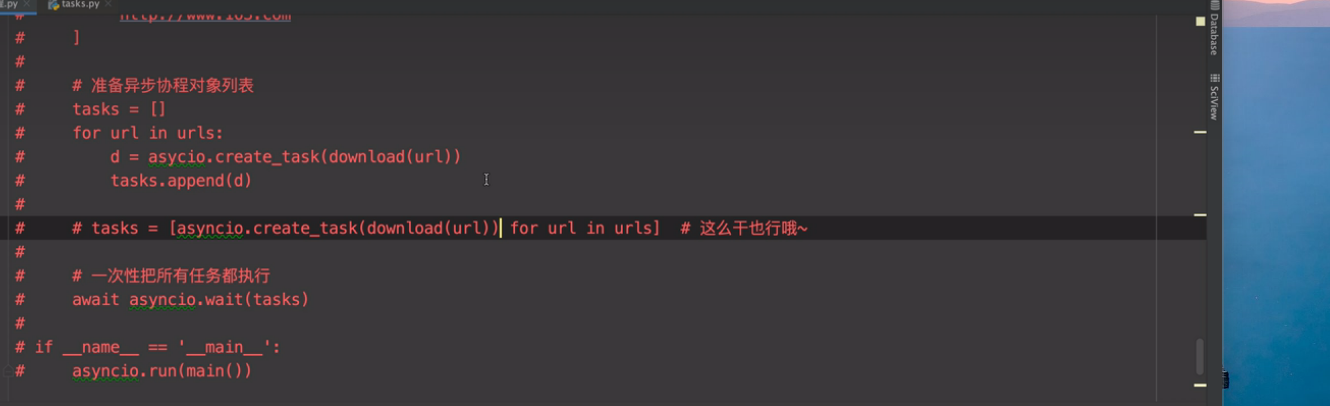 .py
tasks.py
# http://www.163.com
# ]
#
# # 准备异步协程对象列表
# tasks = []
# for url in urls:
# d = asycio.create_task(download(url))
# tasks.append(d)
#
# # tasks = [asyncio.create_task(download(url)) for url in urls]  # 这么干也行哦~
#
# # 一次性把所有任务都执行
# await asyncio.wait(tasks)
#
# if __name__ == '__main__':
# asyncio.run(main())
Database
SciView